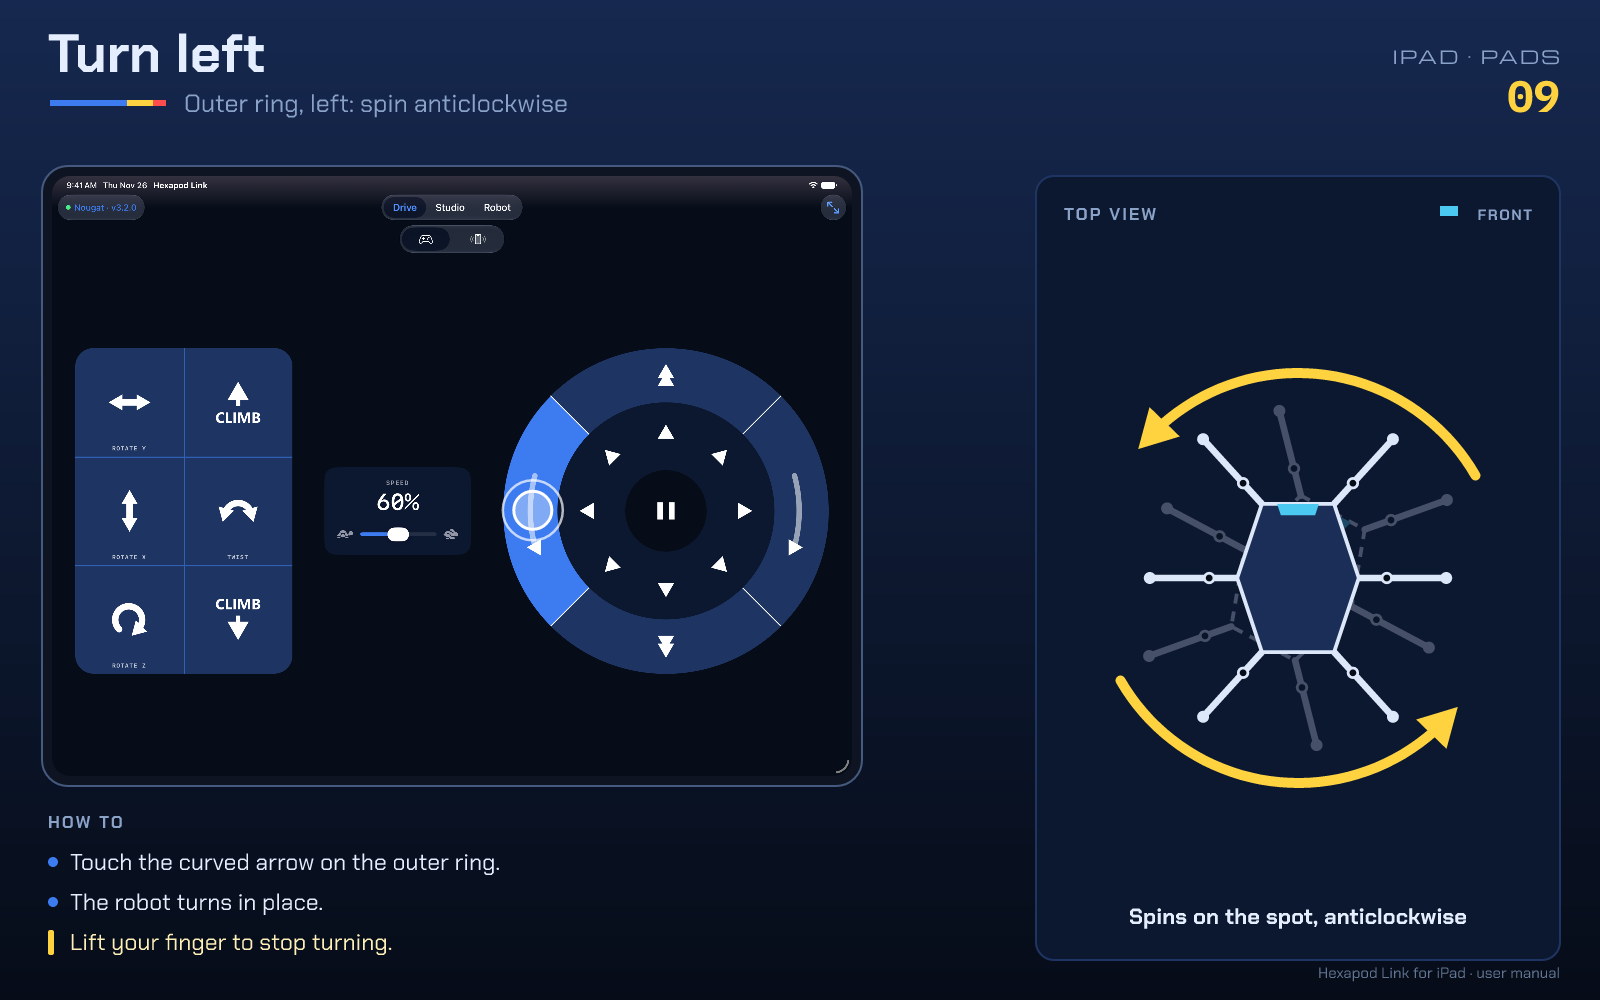 Turn left
Outer ring, left: spin anticlockwise
IPAD · PADS
09
9:41 AM Thu Nov 26 Hexapod Link
Nougat · v3.2.0
Drive Studio Robot
ROTATE Y
CLIMB
ROTATE X
TWIST
ROTATE Z
CLIMB
SPEED
60%
TOP VIEW
FRONT
Spins on the spot, anticlockwise
HOW TO
Touch the curved arrow on the outer ring.
The robot turns in place.
Lift your finger to stop turning.
Hexapod Link for iPad · user manual